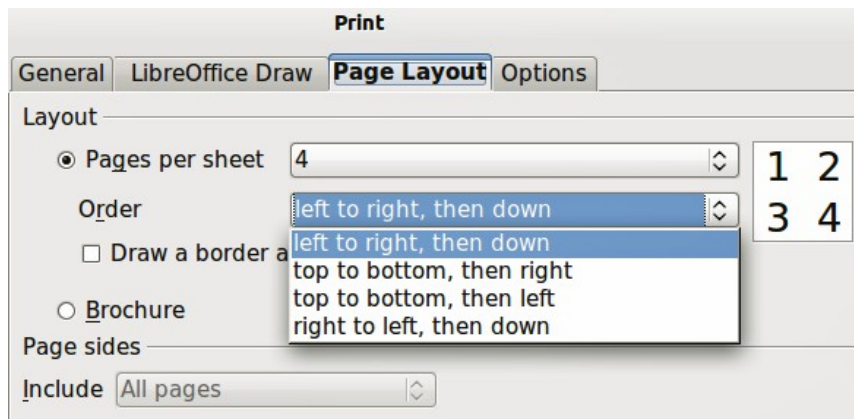 Print
General LibreOffice Draw Page Layout Options
Layout
Pages per sheet 4
1 2
3 4
Order left to right, then down
left to right, then down
Draw a border a
top to bottom, then right
top to bottom, then left
Brochure
right to left, then down
Page sides
Include All pages